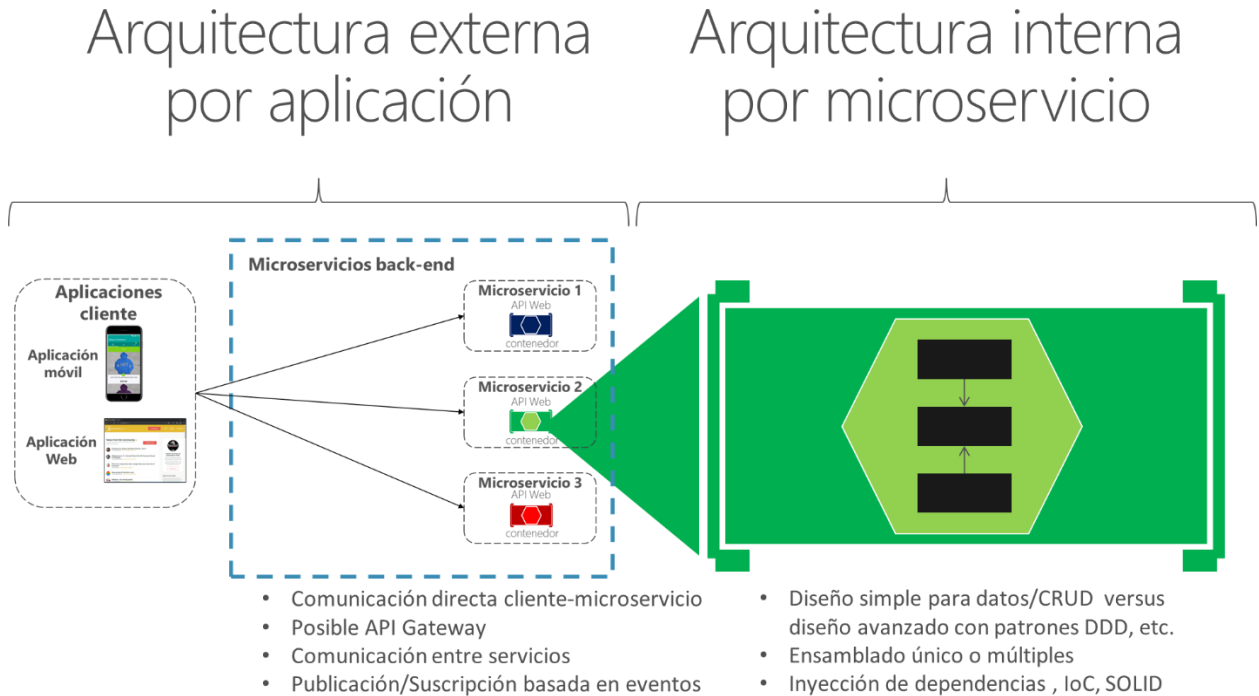 Arquitectura externa
por aplicación
Arquitectura interna
por microservicio
Microservicios back-end
Aplicaciones
cliente
Aplicación
móvil
Aplicación
Web
Microservicio 1
API Web
contenedor
Microservicio 2
API Web
contenedor
Microservicio 3
API Web
contenedor
• Comunicación directa cliente-microservicio
• Posible API Gateway
• Comunicación entre servicios
• Publicación/Suscripción basada en eventos
• Diseño simple para datos/CRUD versus
diseño avanzado con patrones DDD, etc.
• Ensamblado único o múltiples
• Inyección de dependencias , IoC, SOLID